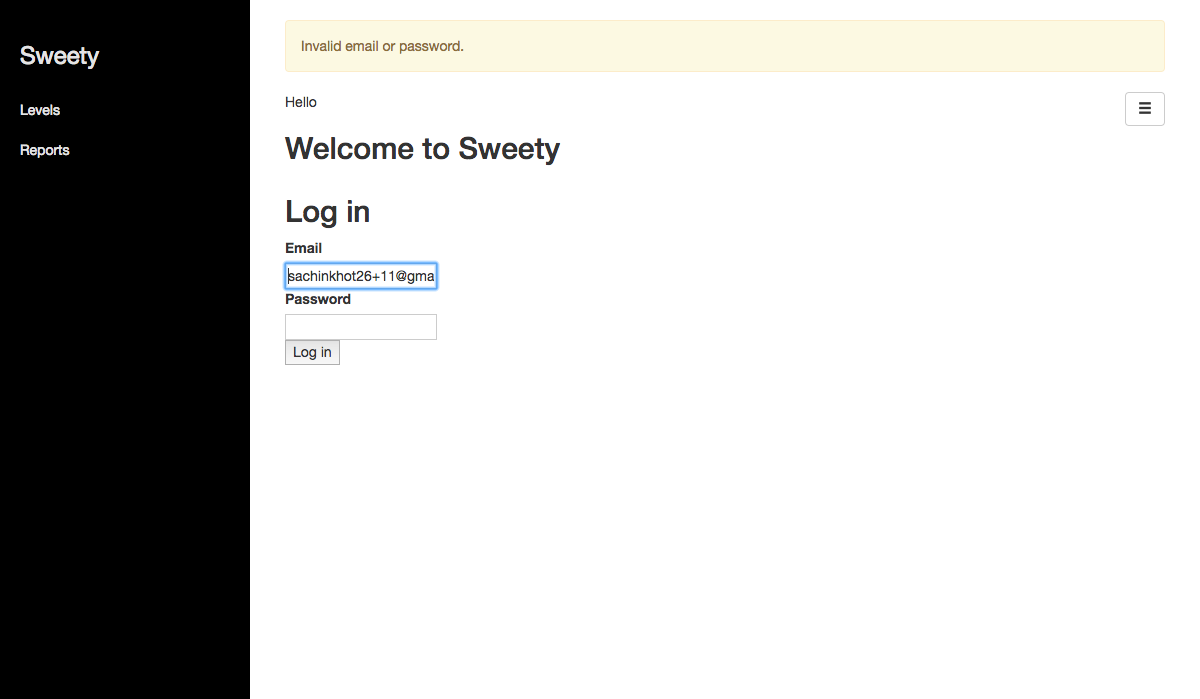 Sweety
Levels
Reports
Invalid email or password.
Hello
Welcome to Sweety
Log in
Email
sachinkhot26+11@gma
Password
Log in